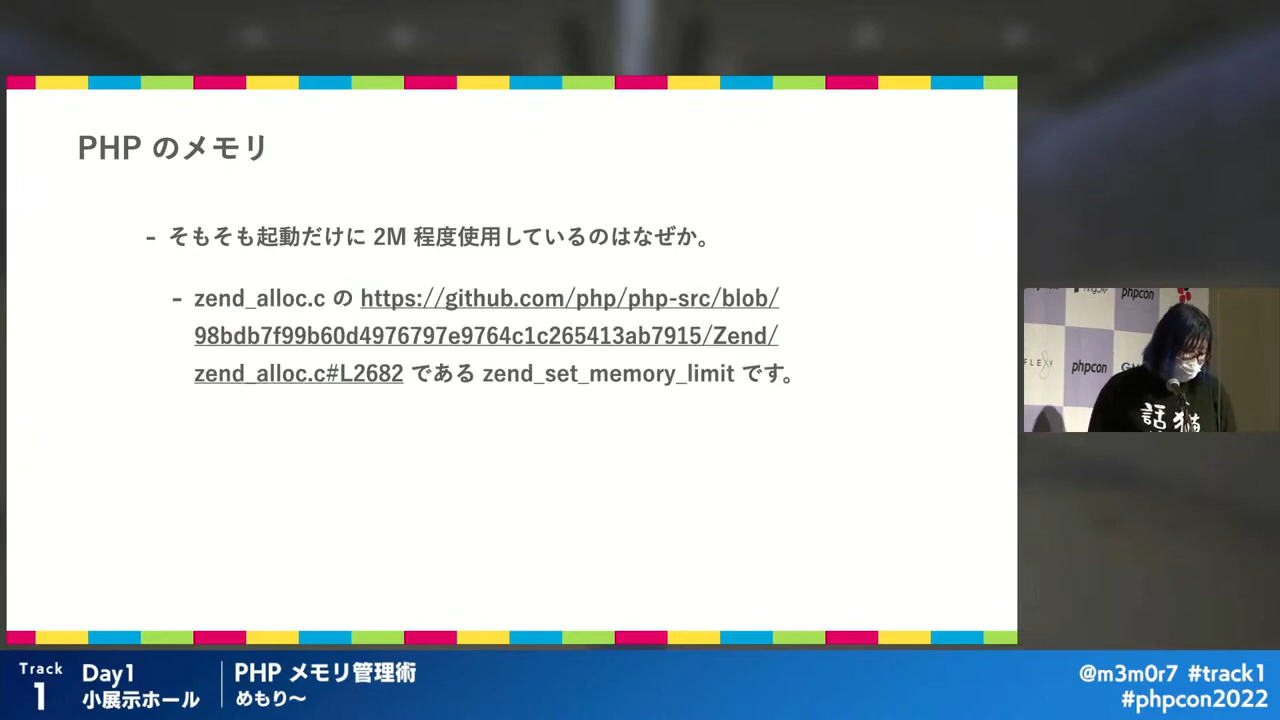 PHP のメモリ
- そもそも起動だけに 2M 程度使用しているのはなぜか。
- zend_alloc.c の https://github.com/php/php-src/blob/
98bdb7f99b60d4976797e9764c1c265413ab7915/Zend/
zend_alloc.c#L2682 である zend_set_memory_limit です。
phpcon
FLEXY
phpcon
話 猫
Track
1
Day1
小展示ホール
PHP メモリ管理術
めもり〜
@m3m0r7 #track1
#phpcon2022